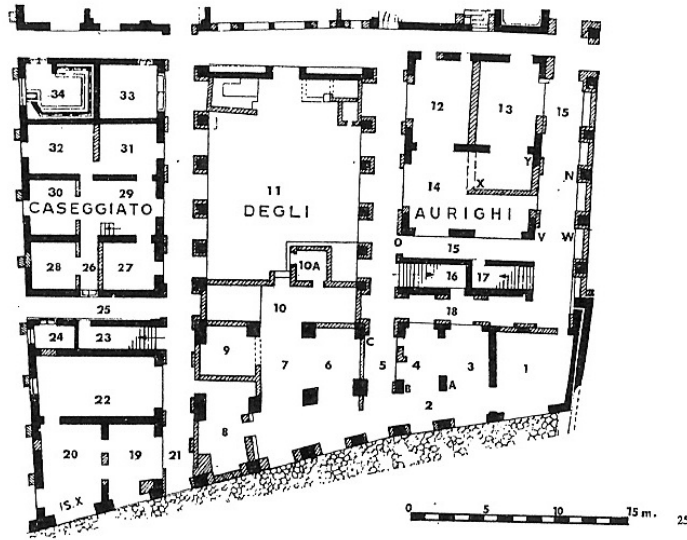 34 33
12 13 15
32 31
Y
11 N
30 29 14 X
CASEGGIATO DEGLI AURIGHI
O V W
15
28 26 27 10A 16 17
10 18
25
24 23 C
9 7 6 5 4 3 1
B A
22 2
8
20 19 21
IS.X
0 5 10 15 m. 25